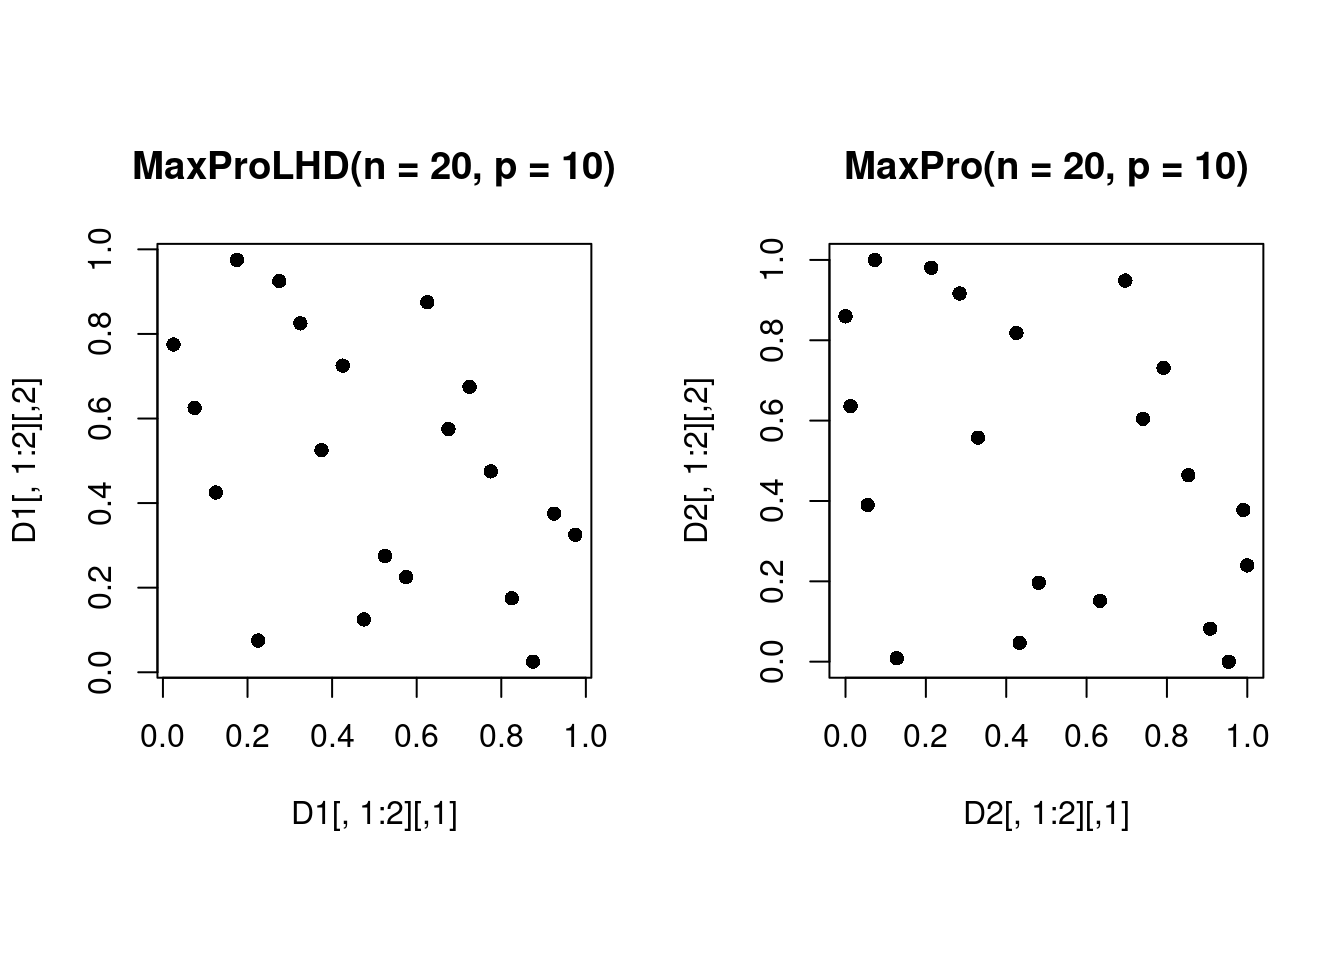 MaxProLHD(n = 20, p = 10)
1.0
0.8
0.6
0.4
0.2
0.0
D1[, 1:2][,2]
0.0 0.2 0.4 0.6 0.8 1.0
D1[, 1:2][,1]
MaxPro(n = 20, p = 10)
1.0
0.8
0.6
0.4
0.2
0.0
D2[, 1:2][,2]
0.0 0.2 0.4 0.6 0.8 1.0
D2[, 1:2][,1]